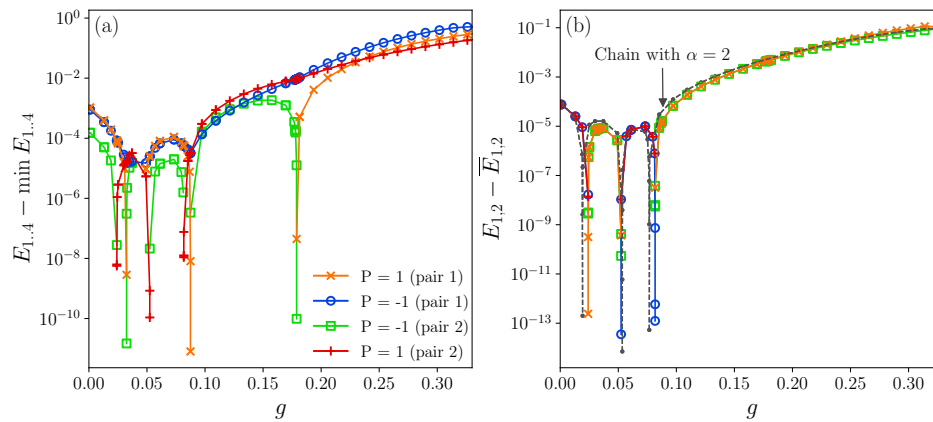 (a)
E_{1..4} − min E_{1..4}
10^0
10^{−2}
10^{−4}
10^{−6}
10^{−8}
10^{−10}
P = 1 (pair 1)
P = -1 (pair 1)
P = -1 (pair 2)
P = 1 (pair 2)
0.00 0.05 0.10 0.15 0.20 0.25 0.30
g
(b)
E_{1,2} − \overline{E}_{1,2}
10^{−1}
10^{−3}
10^{−5}
10^{−7}
10^{−9}
10^{−11}
10^{−13}
Chain with α = 2
0.00 0.05 0.10 0.15 0.20 0.25 0.30
g